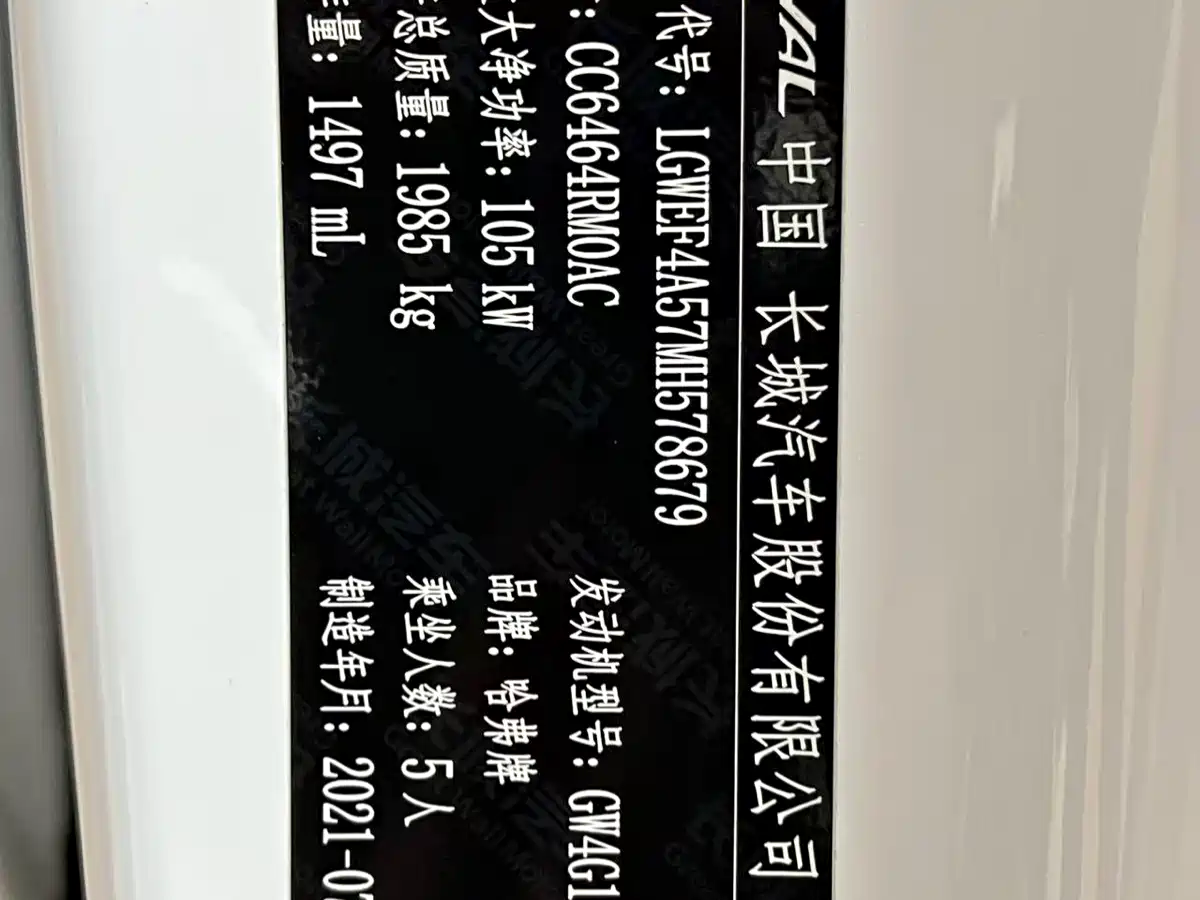 VAL 中国 长城汽车股份有限公司
代号: LGWEF4A57MH578679
: CC6464RM0AC 发动机型号: GW4G1
大净功率: 105 kW 品牌: 哈弗牌
总质量: 1985 kg 乘坐人数: 5 人
量: 1497 mL 制造年月: 2021-07